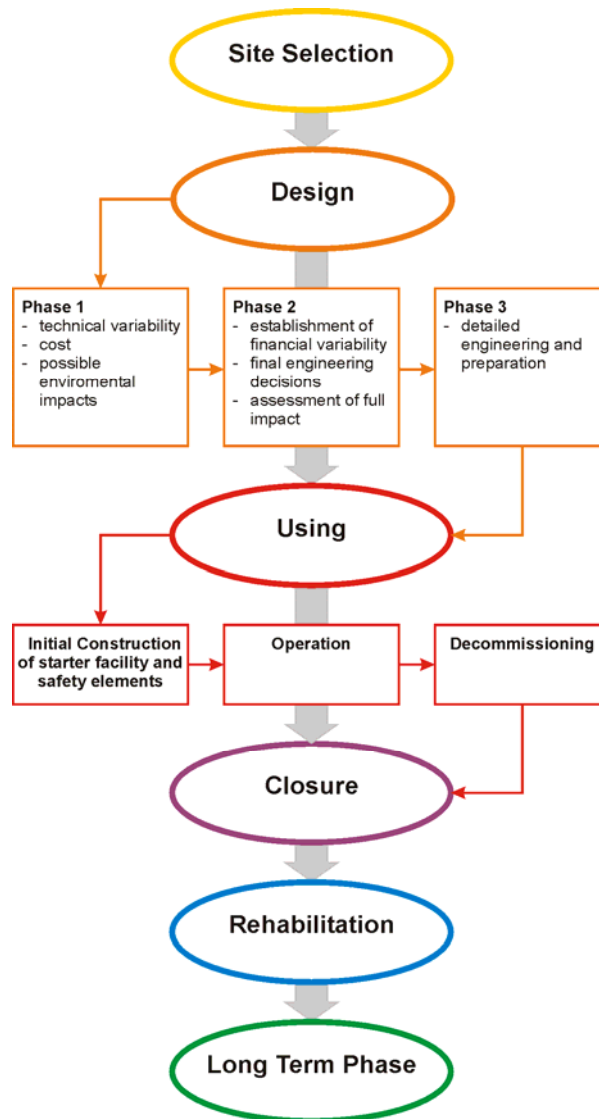 Site Selection
Design
Phase 1
- technical variability
- cost
- possible enviromental
impacts
Phase 2
- establishment of
financial variability
- final engineering
decisions
- assessment of full
impact
Phase 3
- detailed
engineering and
preparation
Using
Initial Construction
of starter facility and
safety elements
Operation
Decommissioning
Closure
Rehabilitation
Long Term Phase